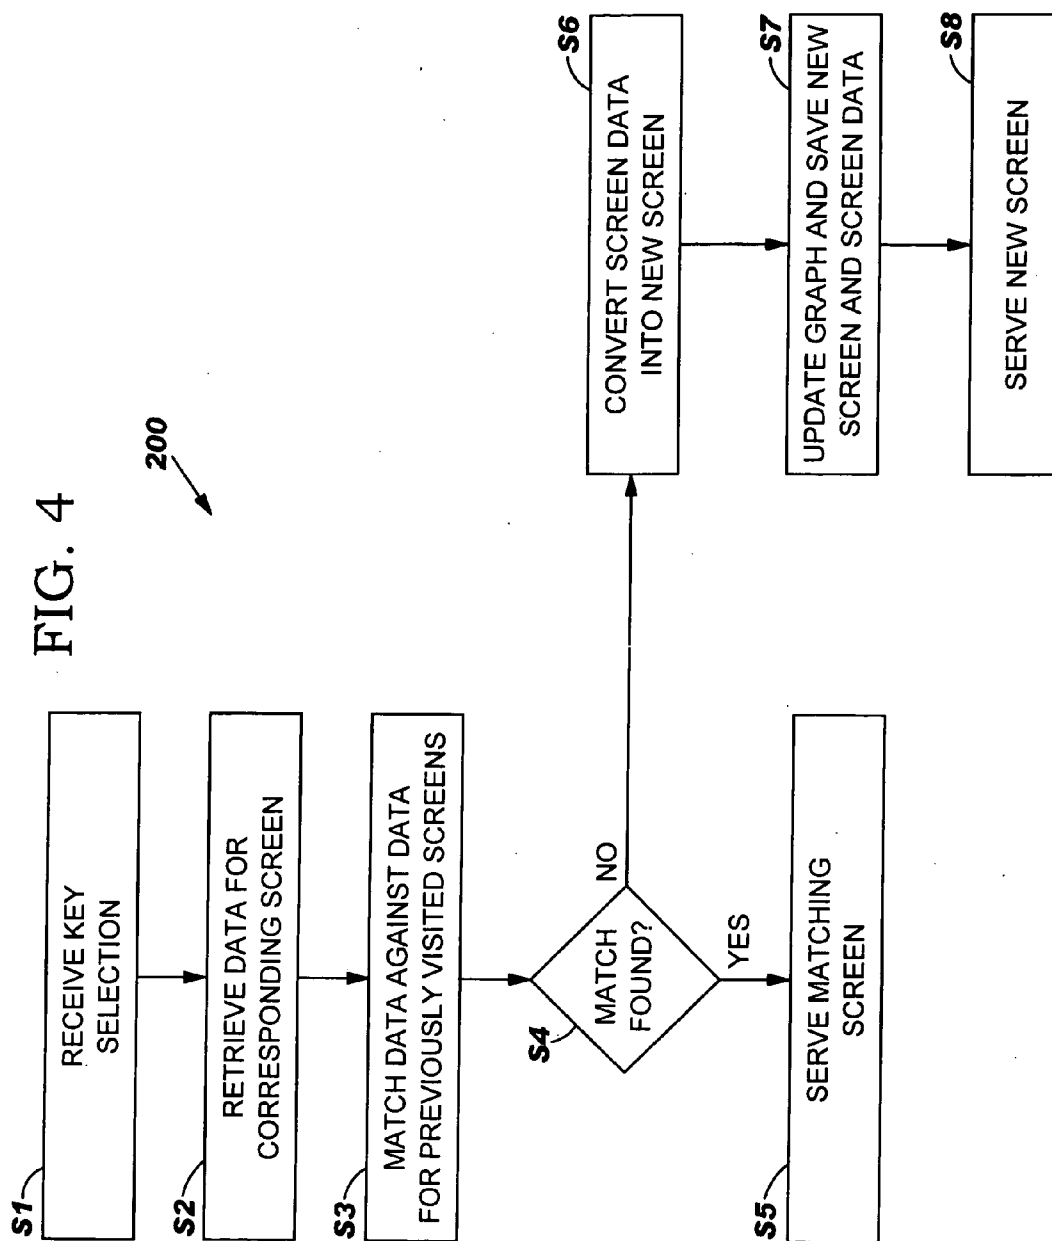 FIG. 4
200
S1
RECEIVE KEY
SELECTION
S2
RETRIEVE DATA FOR
CORRESPONDING SCREEN
S3
MATCH DATA AGAINST DATA
FOR PREVIOUSLY VISITED SCREENS
S4
MATCH
FOUND?
NO
YES
S5
SERVE MATCHING
SCREEN
S6
CONVERT SCREEN DATA
INTO NEW SCREEN
S7
UPDATE GRAPH AND SAVE NEW
SCREEN AND SCREEN DATA
S8
SERVE NEW SCREEN